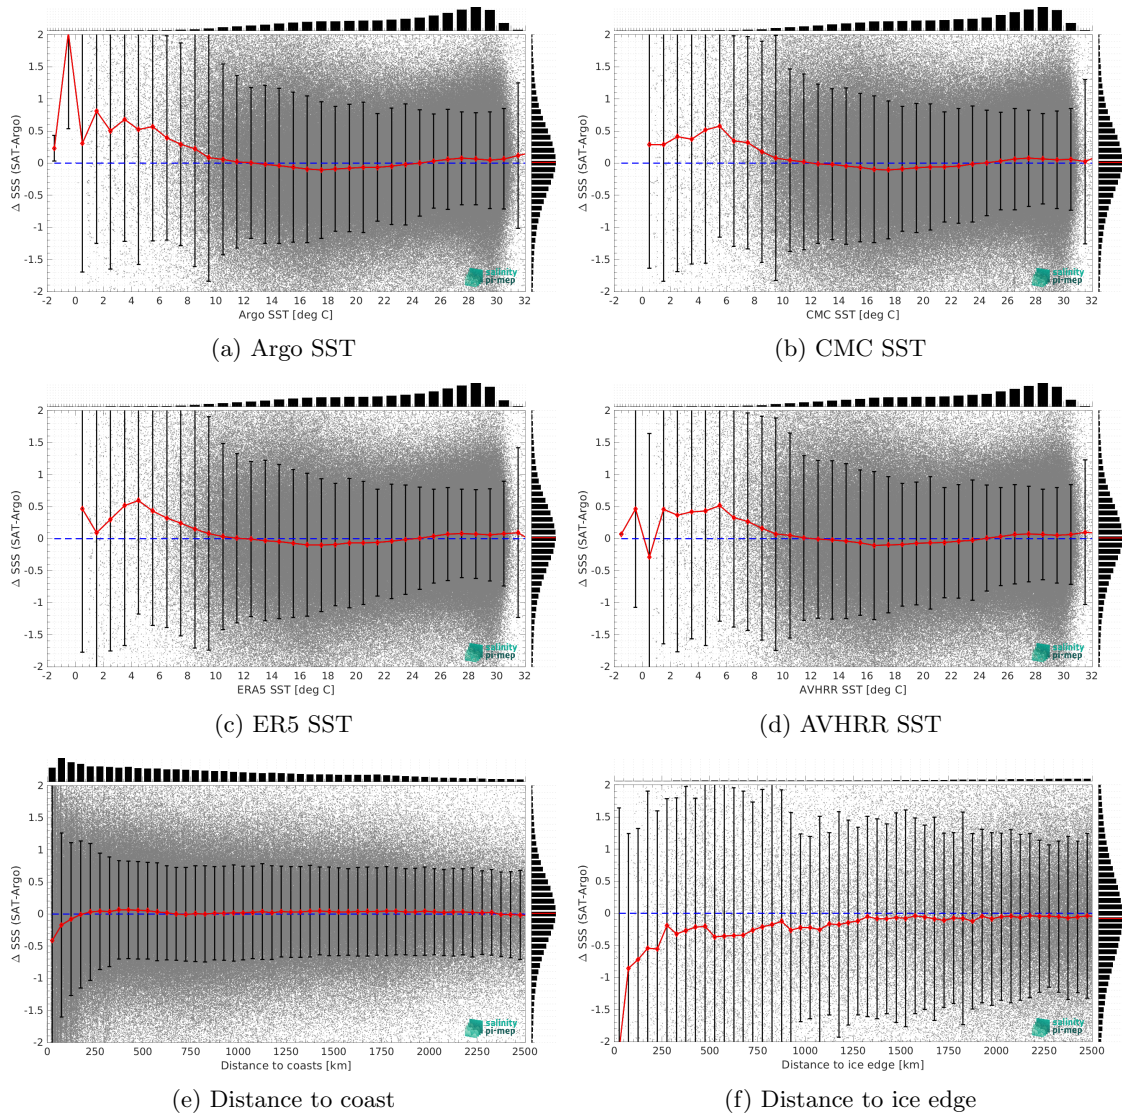 2
1.5
1
0.5
0
-0.5
-1
-1.5
-2
Δ SSS (SAT-Argo)
-2 0 2 4 6 8 10 12 14 16 18 20 22 24 26 28 30 32
Argo SST [deg C]
salinity
pi-mep
(a) Argo SST
2
1.5
1
0.5
0
-0.5
-1
-1.5
-2
Δ SSS (SAT-Argo)
-2 0 2 4 6 8 10 12 14 16 18 20 22 24 26 28 30 32
CMC SST [deg C]
salinity
pi-mep
(b) CMC SST
2
1.5
1
0.5
0
-0.5
-1
-1.5
-2
Δ SSS (SAT-Argo)
-2 0 2 4 6 8 10 12 14 16 18 20 22 24 26 28 30 32
ERA5 SST [deg C]
salinity
pi-mep
(c) ER5 SST
2
1.5
1
0.5
0
-0.5
-1
-1.5
-2
Δ SSS (SAT-Argo)
-2 0 2 4 6 8 10 12 14 16 18 20 22 24 26 28 30 32
AVHRR SST [deg C]
salinity
pi-mep
(d) AVHRR SST
2
1.5
1
0.5
0
-0.5
-1
-1.5
-2
Δ SSS (SAT-Argo)
0 250 500 750 1000 1250 1500 1750 2000 2250 2500
Distance to coasts [km]
salinity
pi-mep
(e) Distance to coast
2
1.5
1
0.5
0
-0.5
-1
-1.5
-2
Δ SSS (SAT-Argo)
0 250 500 750 1000 1250 1500 1750 2000 2250 2500
Distance to ice edge [km]
salinity
pi-mep
(f) Distance to ice edge